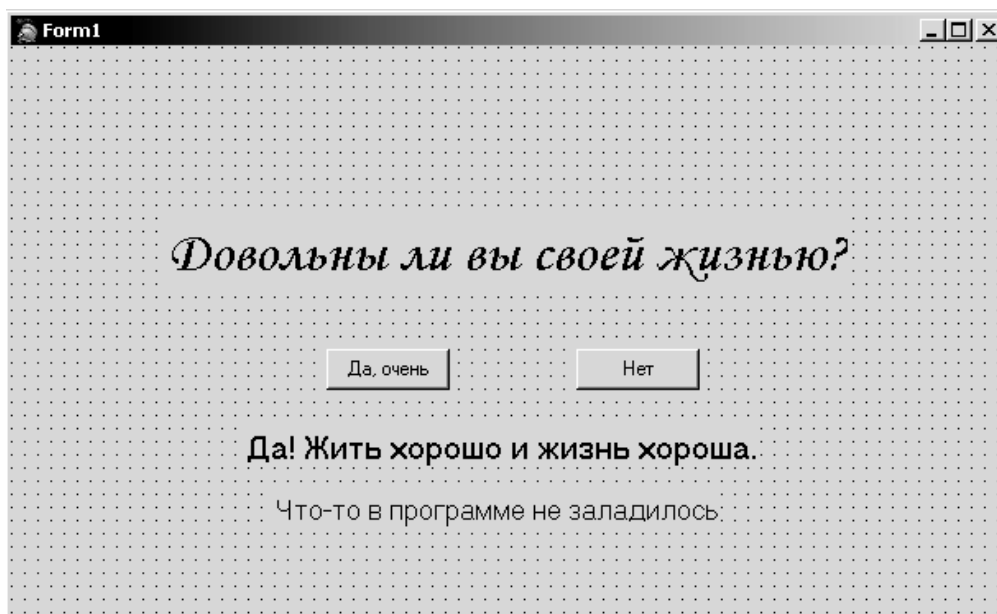 Form1
Довольны ли вы своей жизнью?
Да, очень Нет
Да! Жить хорошо и жизнь хороша.
Что-то в программе не заладилось